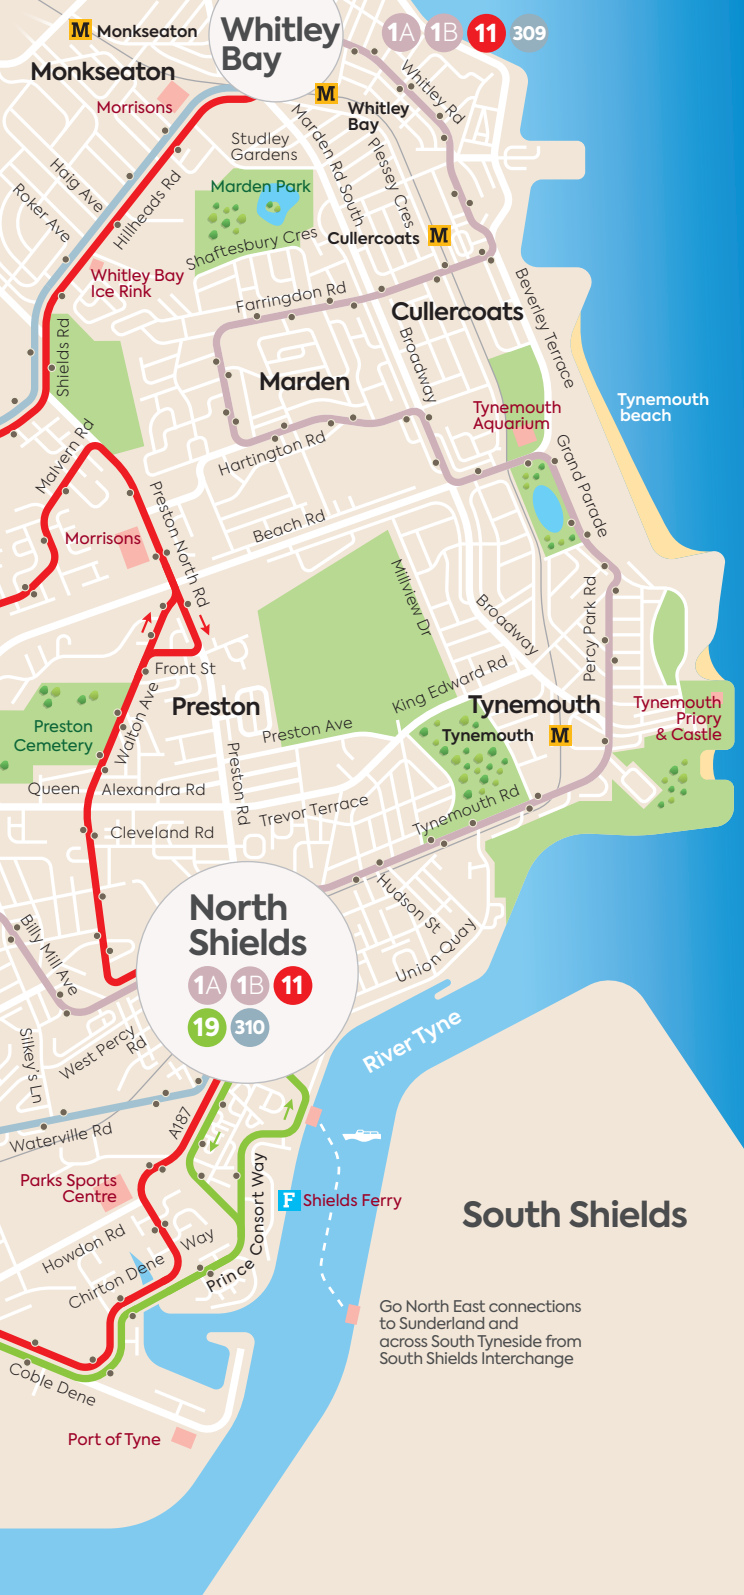 M Monkseaton
Whitley
Bay
1A 1B 11 309
Monkseaton
Morrisons
M
Whitley
Bay
Whitley Rd
Studley
Gardens
Marden Rd South
Plessey Cres
Haig Ave
Roker Ave
Hillheads Rd
Marden Park
Shaftesbury Cres
Cullercoats M
Whitley Bay
Ice Rink
Farringdon Rd
Cullercoats
Beverley Terrace
Shields Rd
Broadway
Marden
Tynemouth
beach
Tynemouth
Aquarium
Malvern Rd
Hartington Rd
Grand Parade
Preston North Rd
Beach Rd
Morrisons
Millview Dr
Broadway
Percy Park Rd
Front St
King Edward Rd
Preston
Tynemouth
Tynemouth M
Tynemouth
Priory
& Castle
Walton Ave
Preston
Cemetery
Preston Ave
Preston Rd
Queen Alexandra Rd
Trevor Terrace
Tynemouth Rd
Cleveland Rd
North
Shields
1A 1B 11
19 310
Hudson St
Union Quay
Billy Mill Ave
River Tyne
Silkey's Ln
West Percy
Rd
A187
Waterville Rd
Parks Sports
Centre
F Shields Ferry
Prince Consort Way
South Shields
Howdon Rd
Chirton Dene Way
Go North East connections
to Sunderland and
across South Tyneside from
South Shields Interchange
Coble Dene
Port of Tyne